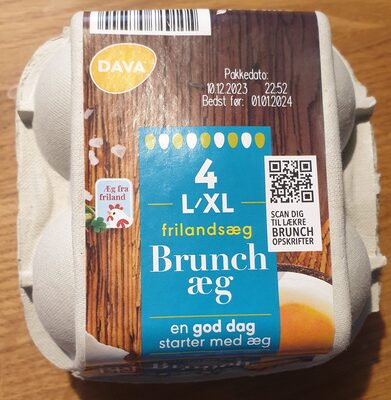 DAVA
Pakkedato:
10.12.2023 22:52
Bedst før: 01.01.2024
4
L/XL
frilandsæg
Brunch
æg
en god dag
starter med æg
Æg fra
friland
SCAN DIG
TIL LÆKRE
BRUNCH
OPSKRIFTER